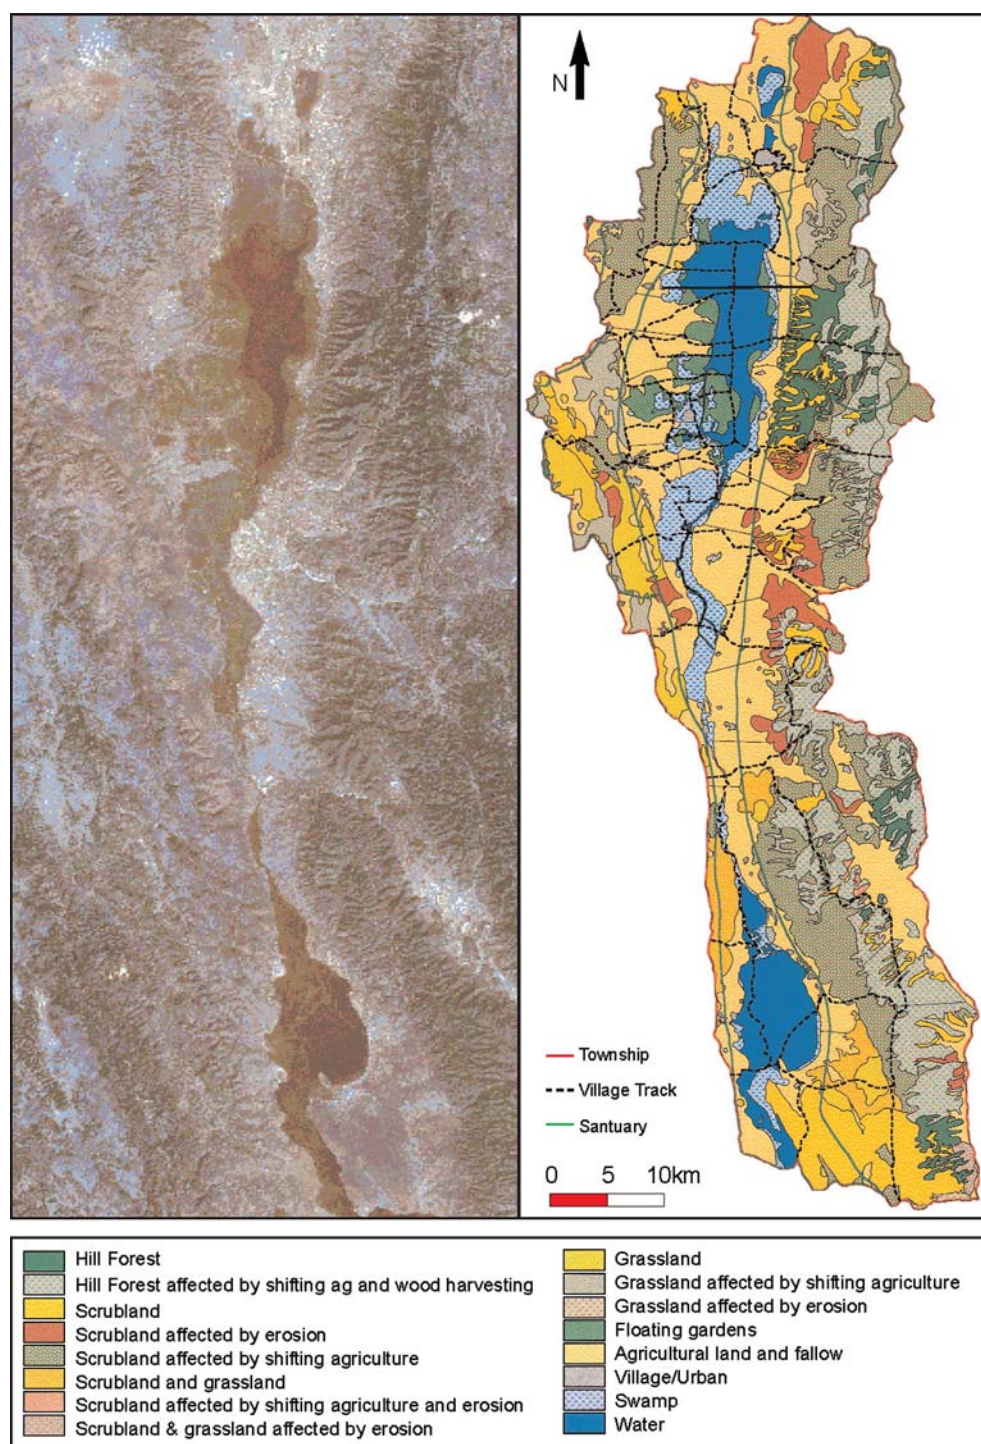 N
Township
Village Track
Santuary
0 5 10km
Hill Forest
Hill Forest affected by shifting ag and wood harvesting
Scrubland
Scrubland affected by erosion
Scrubland affected by shifting agriculture
Scrubland and grassland
Scrubland affected by shifting agriculture and erosion
Scrubland & grassland affected by erosion
Grassland
Grassland affected by shifting agriculture
Grassland affected by erosion
Floating gardens
Agricultural land and fallow
Village/Urban
Swamp
Water